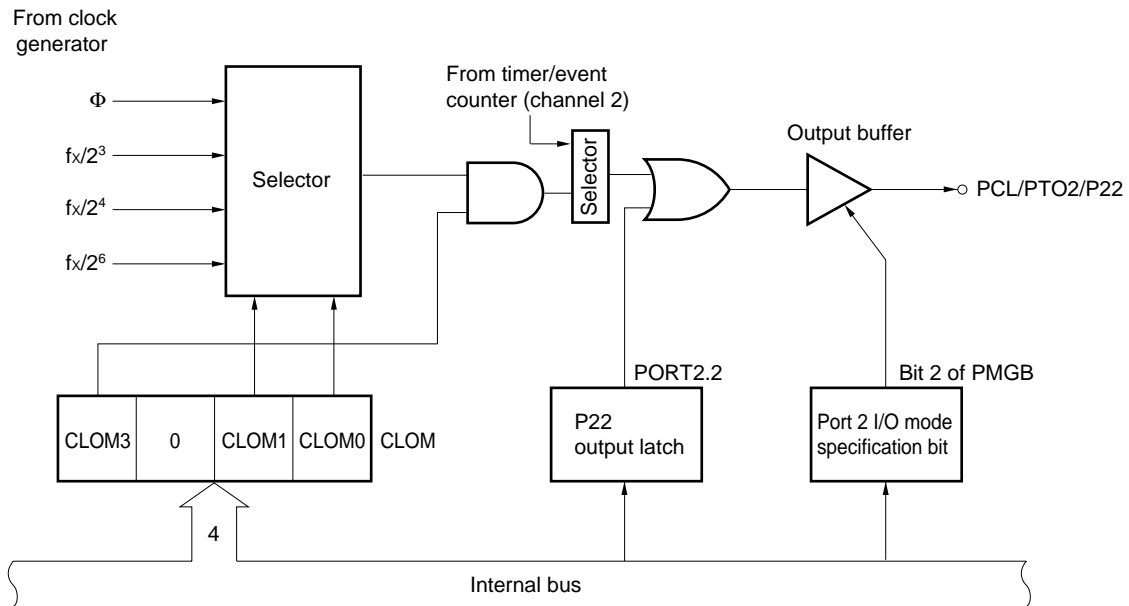 From clock
generator
Φ
fX/2³
fX/2⁴
fX/2⁶
Selector
From timer/event
counter (channel 2)
Selector
Output buffer
PCL/PTO2/P22
CLOM3
0
CLOM1
CLOM0
CLOM
PORT2.2
P22
output latch
Bit 2 of PMGB
Port 2 I/O mode
specification bit
4
Internal bus